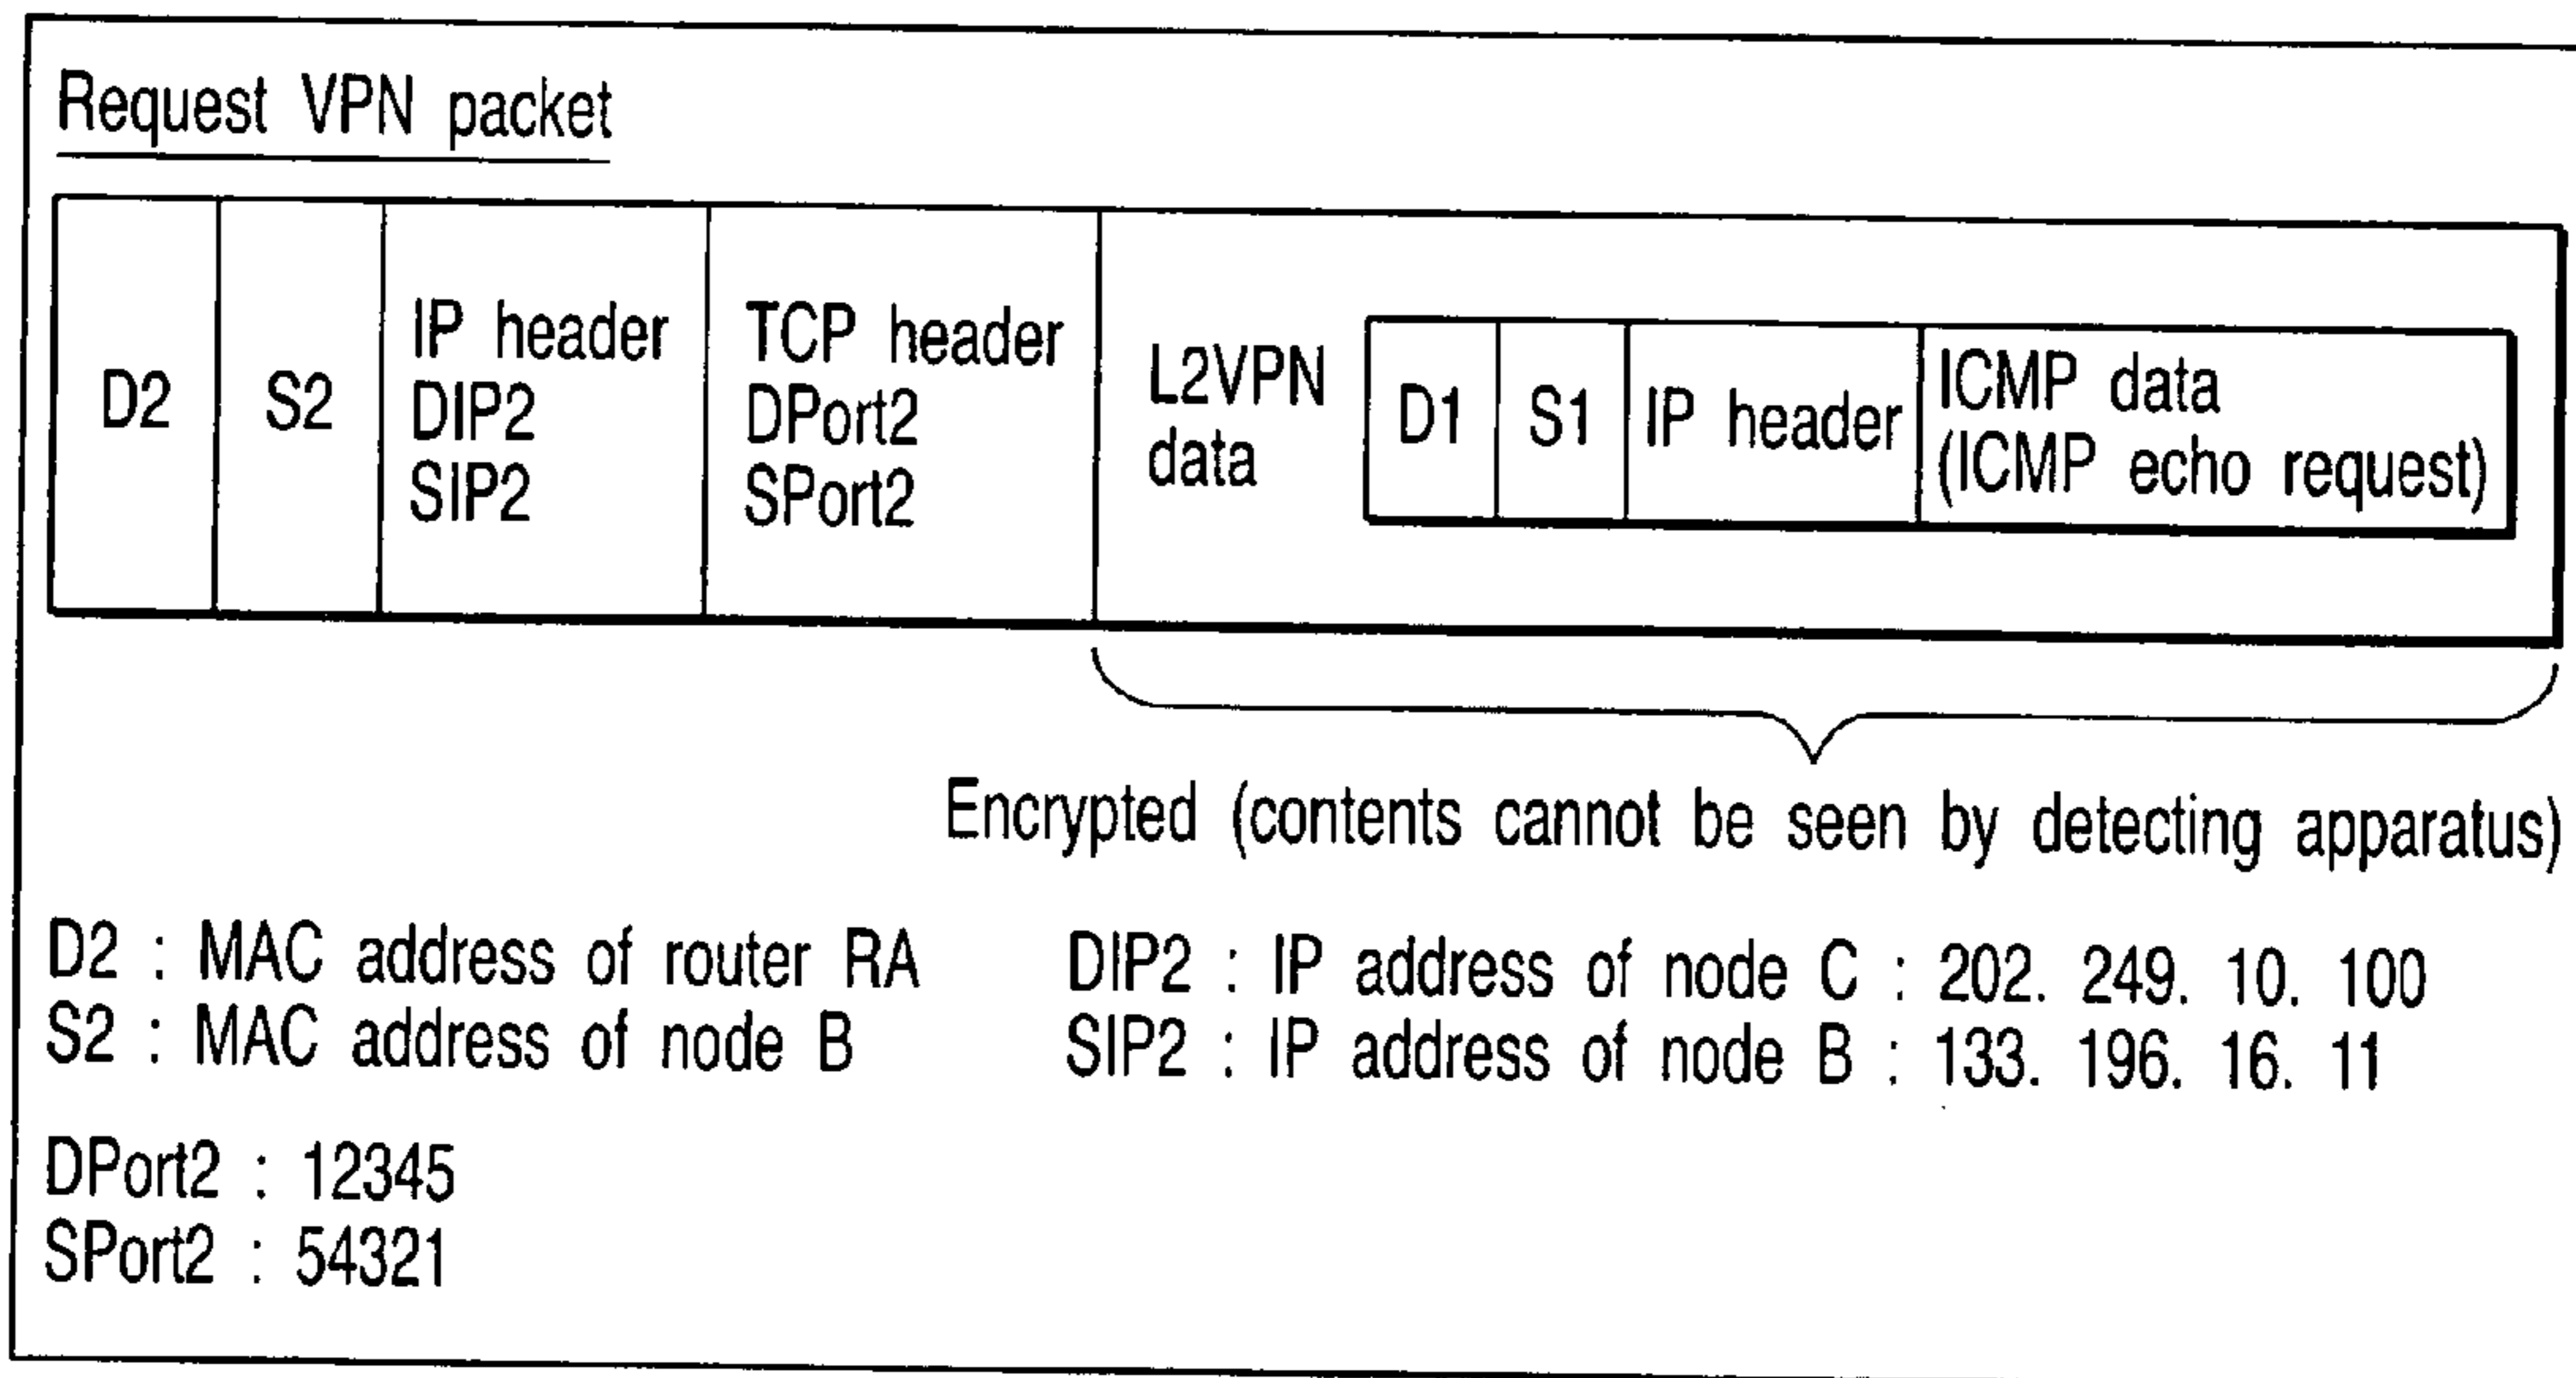 Request VPN packet
D2
S2
IP header
DIP2
SIP2
TCP header
DPort2
SPort2
L2VPN
data
D1
S1
IP header
ICMP data
(ICMP echo request)
Encrypted (contents cannot be seen by detecting apparatus)
D2 : MAC address of router RA
S2 : MAC address of node B
DIP2 : IP address of node C : 202. 249. 10. 100
SIP2 : IP address of node B : 133. 196. 16. 11
DPort2 : 12345
SPort2 : 54321